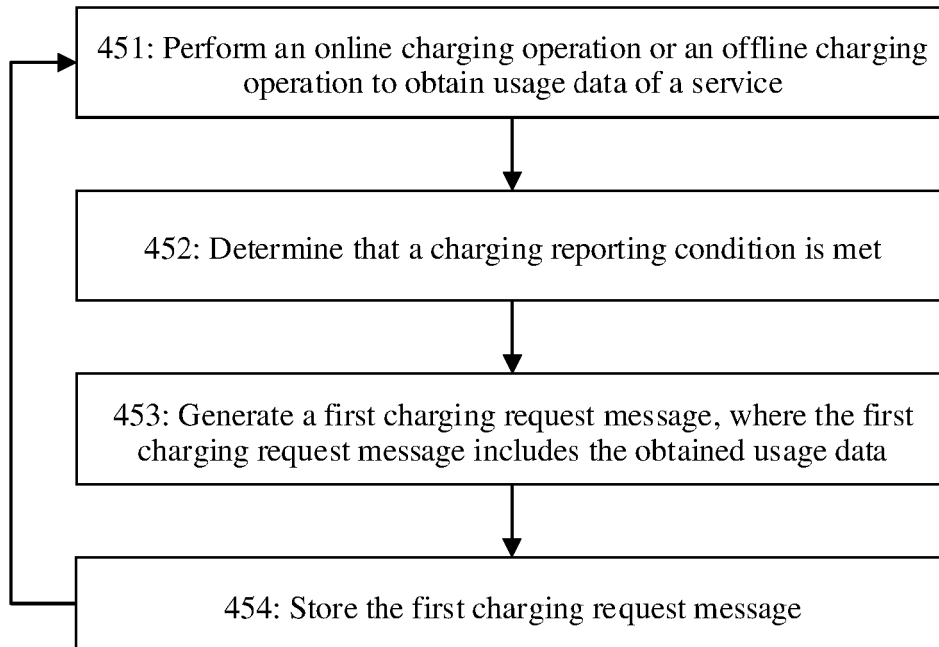 451: Perform an online charging operation or an offline charging
operation to obtain usage data of a service
452: Determine that a charging reporting condition is met
453: Generate a first charging request message, where the first
charging request message includes the obtained usage data
454: Store the first charging request message